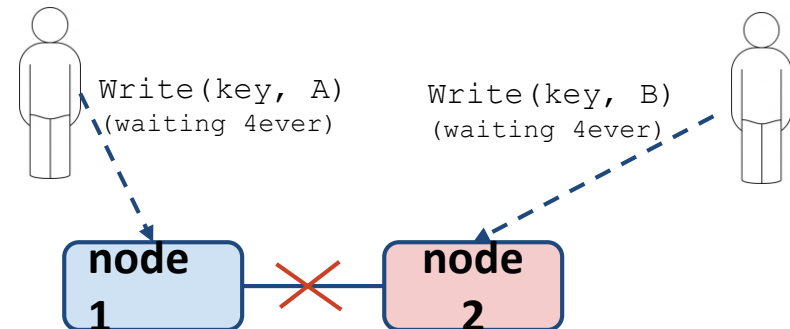 Write(key, A)
(waiting 4ever)
Write(key, B)
(waiting 4ever)
node
1
node
2